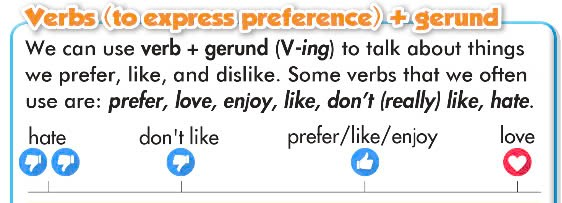 Verbs (to express preference) + gerund
We can use verb + gerund (V-ing) to talk about things
we prefer, like, and dislike. Some verbs that we often
use are: prefer, love, enjoy, like, don't (really) like, hate.
hate don't like prefer/like/enjoy love